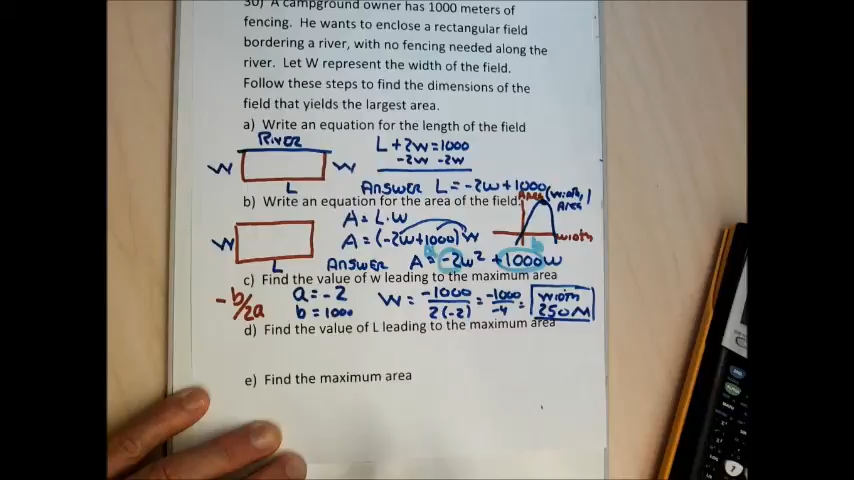 30) A campground owner has 1000 meters of
fencing. He wants to enclose a rectangular field
bordering a river, with no fencing needed along the
river. Let W represent the width of the field.
Follow these steps to find the dimensions of the
field that yields the largest area.
a) Write an equation for the length of the field
River
W W
L
L + 2W = 1000
-2W -2W
Answer L = -2W + 1000
b) Write an equation for the area of the field.
Area (Width, Area)
width
W
L
A = L·W
A = (-2W + 1000)W
a b
Answer A = -2W² + 1000W
c) Find the value of w leading to the maximum area
-b/2a
a = -2
b = 1000
W = -1000/2(-2) = -1000/-4 = Width 250 M
d) Find the value of L leading to the maximum area
e) Find the maximum area